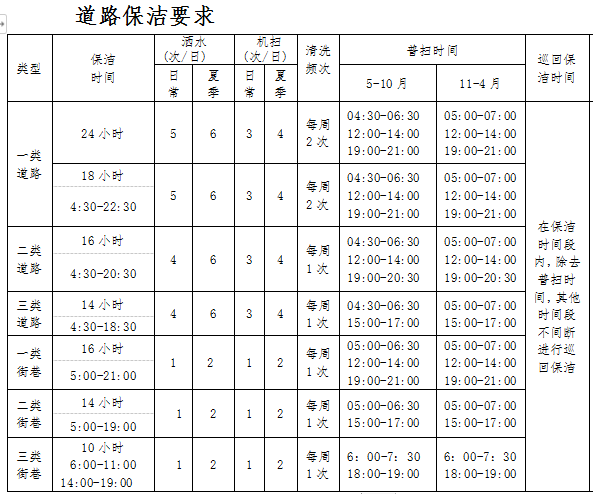 道路保洁要求
类型 保洁时间 洒水(次/日) 机扫(次/日) 清洗频次 普扫时间 巡回保洁时间
日常 夏季 日常 夏季 5-10月 11-4月
一类道路 24小时 5 6 3 4 每周2次 04:30-06:30 05:00-07:00
12:00-14:00 12:00-14:00
19:00-21:00 19:00-21:00
18小时 5 6 3 4 每周2次 04:30-06:30 05:00-07:00
4:30-22:30 12:00-14:00 12:00-14:00
19:00-21:00 19:00-21:00
二类道路 16小时 4 6 3 4 每周1次 04:30-06:30 05:00-07:00
4:30-20:30 12:00-14:00 12:00-14:00
19:00-20:30 19:00-20:30
三类道路 14小时 4 6 3 4 每周1次 04:30-06:30 05:00-07:00
4:30-18:30 15:00-17:00 15:00-17:00
一类街巷 16小时 1 2 1 2 每周1次 05:00-06:30 05:00-07:00
5:00-21:00 12:00-14:00 12:00-14:00
19:00-21:00 19:00-21:00
二类街巷 14小时 1 2 1 2 每周1次 05:00-06:30 05:00-07:00
5:00-19:00 15:00-17:00 15:00-17:00
三类街巷 10小时 1 2 1 2 每周1次 6：00-7：30 6：00-7：30
6:00-11:00 18:00-19:00 18:00-19:00
14:00-19:00
在保洁
时间段
内,除去
普扫时
间,其他
时间段
不间断
进行巡
回保洁